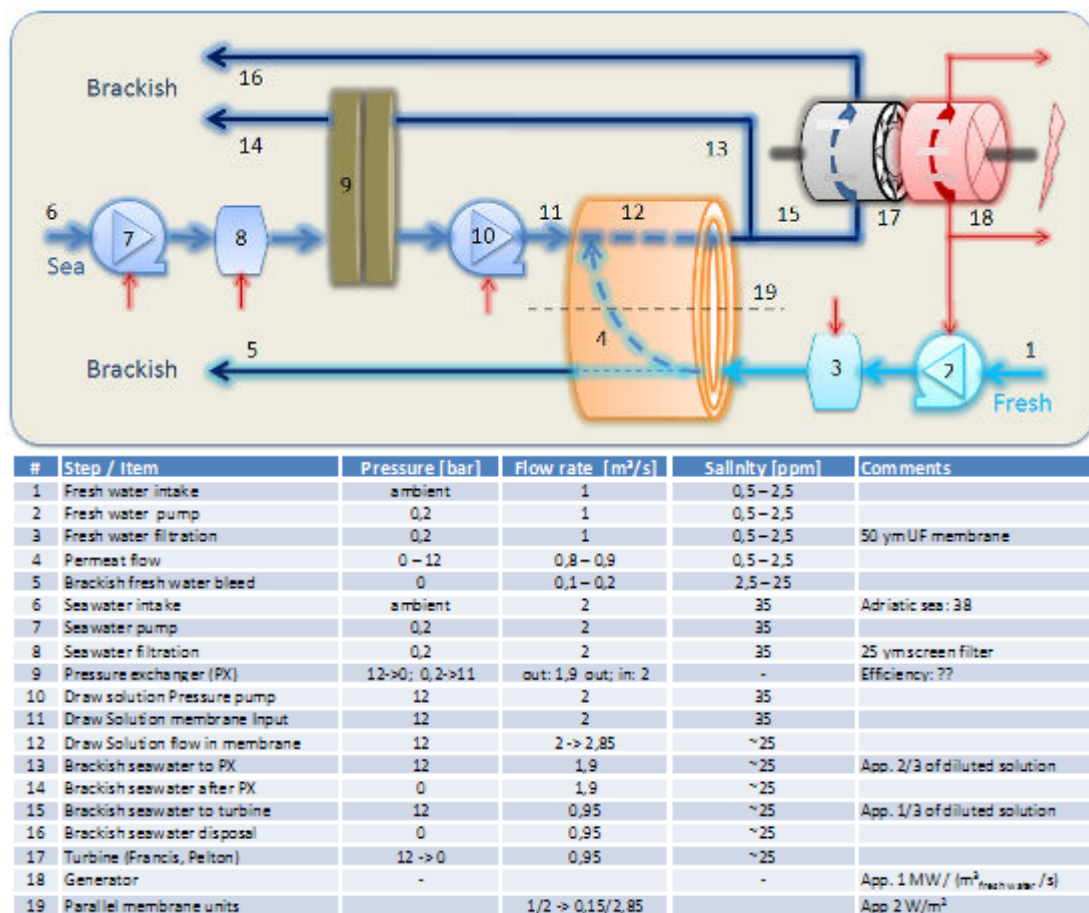 16
Brackish
14
13
9
6
11
12
15
17
18
7
8
10
Sea
19
5
4
1
Brackish
3
2
Fresh
# Step / Item Pressure [bar] Flow rate [m³/s] Salinity [ppm] Comments
1 Fresh water intake ambient 1 0,5 – 2,5
2 Fresh water pump 0,2 1 0,5 – 2,5
3 Fresh water filtration 0,2 1 0,5 – 2,5 50 ym UF membrane
4 Permeat flow 0 – 12 0,8 – 0,9 0,5 – 2,5
5 Brackish fresh water bleed 0 0,1 – 0,2 2,5 – 25
6 Seawater intake ambient 2 35 Adriatic sea: 38
7 Seawater pump 0,2 2 35
8 Seawater filtration 0,2 2 35 25 ym screen filter
9 Pressure exchanger (PX) 12->0; 0,2->11 out: 1,9 out; in: 2 - Efficiency: ??
10 Draw solution Pressure pump 12 2 35
11 Draw Solution membrane Input 12 2 35
12 Draw Solution flow in membrane 12 2 -> 2,85 ~25
13 Brackish seawater to PX 12 1,9 ~25 App. 2/3 of diluted solution
14 Brackish seawater after PX 0 1,9 ~25
15 Brackish seawater to turbine 12 0,95 ~25 App. 1/3 of diluted solution
16 Brackish seawater disposal 0 0,95 ~25
17 Turbine (Francis, Pelton) 12 -> 0 0,95 ~25
18 Generator - - App. 1 MW / (m³fresh water /s)
19 Parallel membrane units 1/2 -> 0,15/2,85 App 2 W/m²